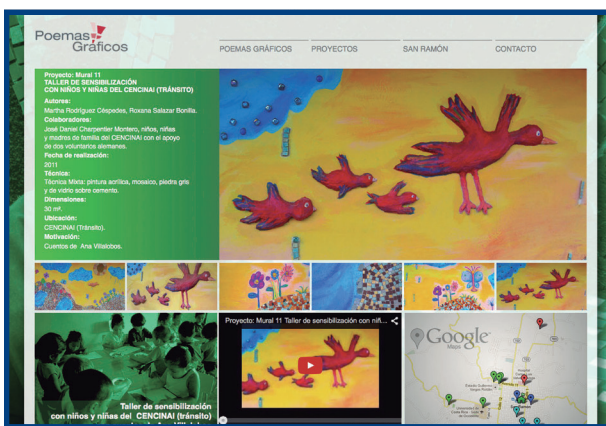 Poemas
Gráficos
POEMAS GRÁFICOS
PROYECTOS
SAN RAMÓN
CONTACTO
Proyecto: Mural 11
TALLER DE SENSIBILIZACIÓN
CON NIÑOS Y NIÑAS DEL CENCINAI (TRÁNSITO)
Autoras:
Martha Rodríguez Céspedes, Roxana Salazar Bonilla.
Colaboradores:
José Daniel Charpentier Montero, niños, niñas
y madres de familia del CENCINAI con el apoyo
de dos voluntarios alemanes.
Fecha de realización:
2011
Técnica:
Técnica Mixta: pintura acrílica, mosaico, piedra gris
y de vidrio sobre cemento.
Dimensiones:
30 m².
Ubicación:
CENCINAI (Tránsito).
Motivación:
Cuentos de Ana Villalobos.
Taller de sensibilización
con niños y niñas del CENCINAI (tránsito)
Proyecto: Mural 11 Taller de sensibilización con niñ...
Google
Maps